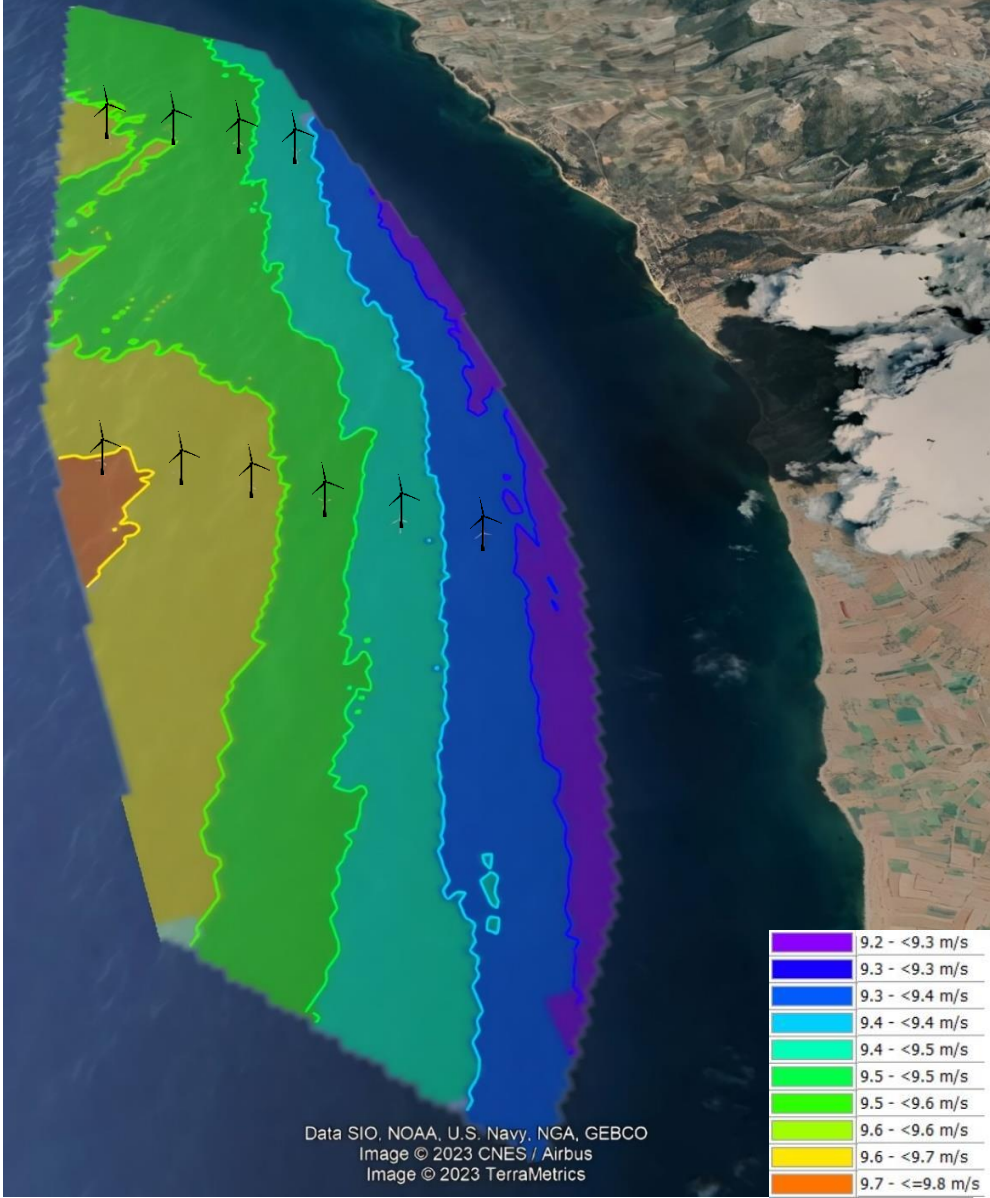 9.2 - <9.3 m/s
9.3 - <9.3 m/s
9.3 - <9.4 m/s
9.4 - <9.4 m/s
9.4 - <9.5 m/s
9.5 - <9.5 m/s
9.5 - <9.6 m/s
9.6 - <9.6 m/s
9.6 - <9.7 m/s
9.7 - <=9.8 m/s
Data SIO, NOAA, U.S. Navy, NGA, GEBCO
Image © 2023 CNES / Airbus
Image © 2023 TerraMetrics